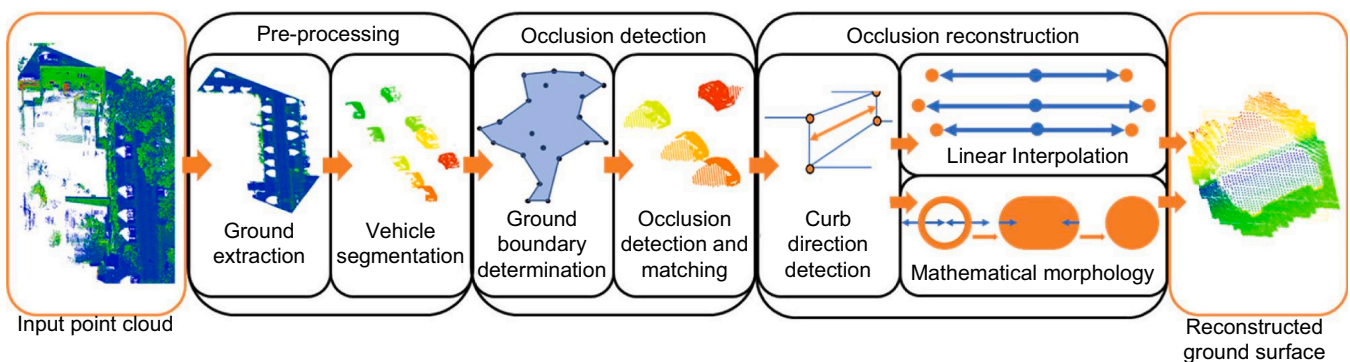 Pre-processing
Occlusion detection
Occlusion reconstruction
Ground
extraction
Vehicle
segmentation
Ground
boundary
determination
Occlusion
detection and
matching
Curb
direction
detection
Linear Interpolation
Mathematical morphology
Input point cloud
Reconstructed
ground surface